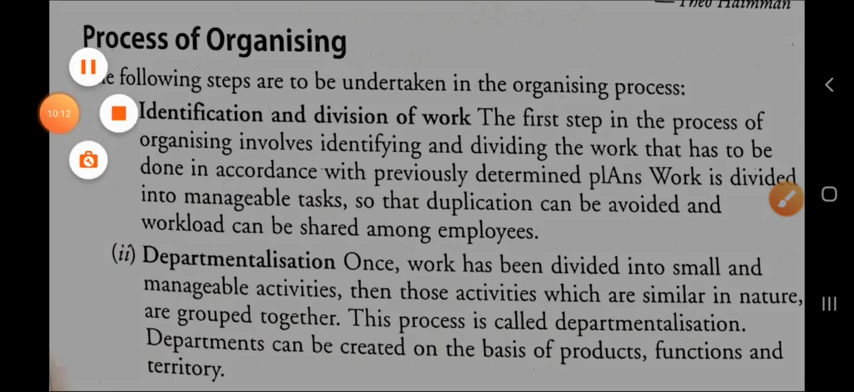 — Theo Haimman
Process of Organising
following steps are to be undertaken in the organising process:
Identification and division of work The first step in the process of
organising involves identifying and dividing the work that has to be
done in accordance with previously determined plAns Work is divided
into manageable tasks, so that duplication can be avoided and
workload can be shared among employees.
(ii) Departmentalisation Once, work has been divided into small and
manageable activities, then those activities which are similar in nature,
are grouped together. This process is called departmentalisation.
Departments can be created on the basis of products, functions and
territory.
10:12